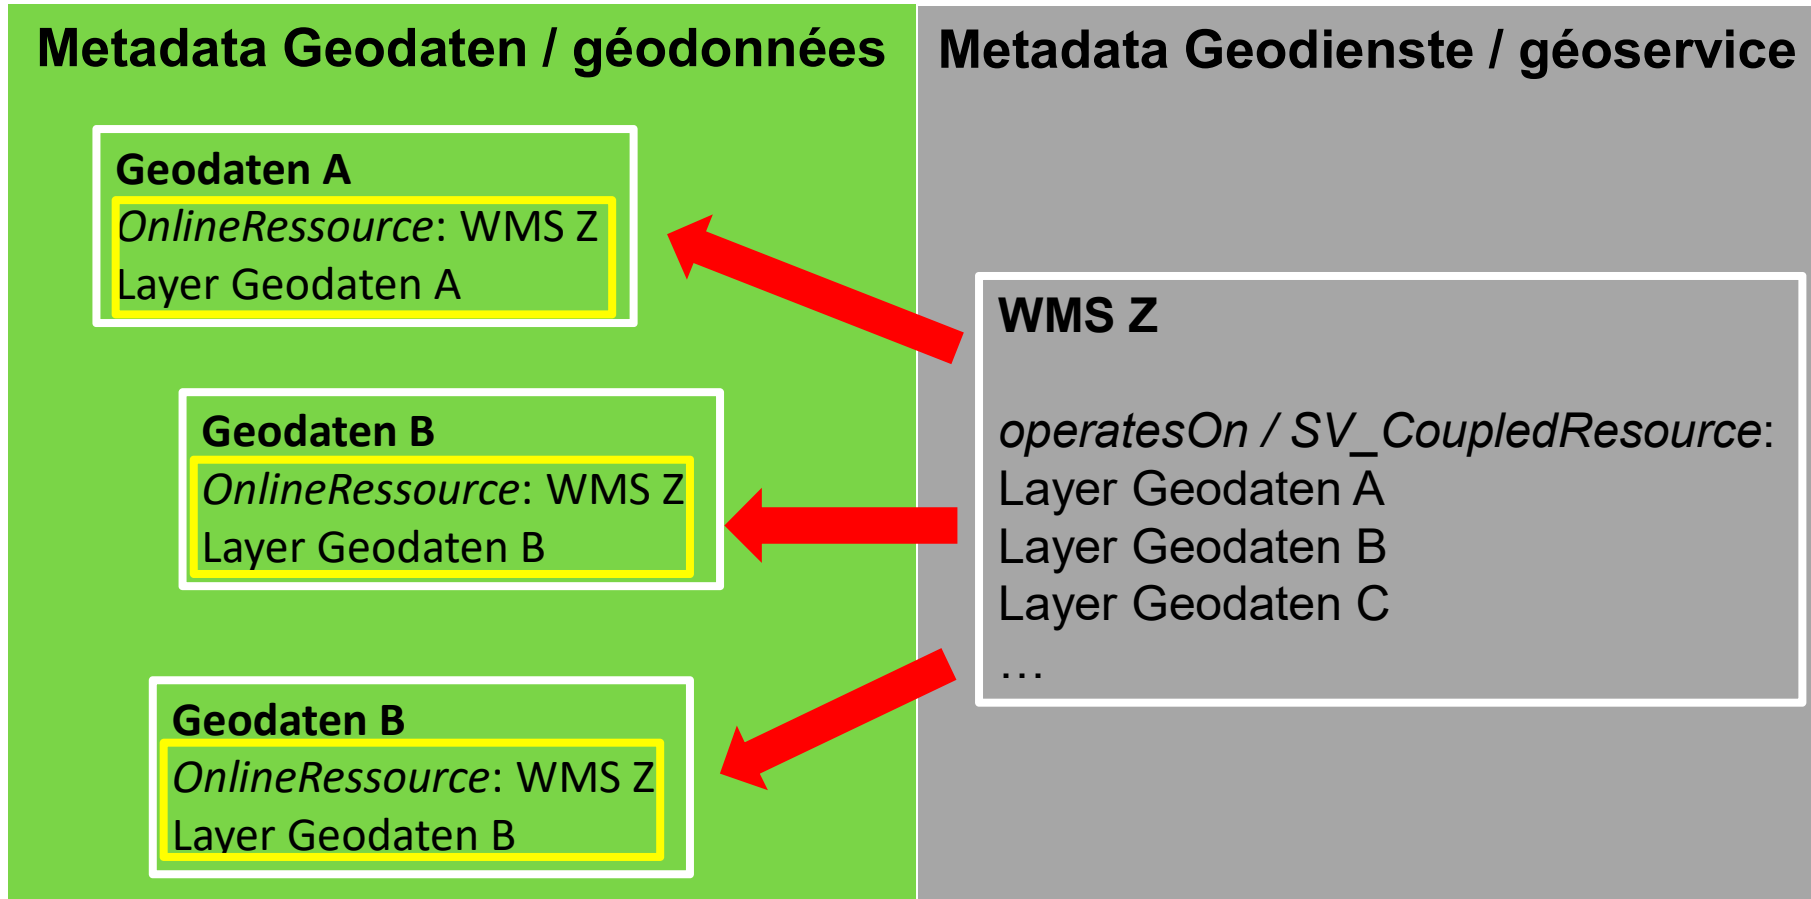 Metadata Geodaten / géodonnées
Geodaten A
OnlineRessource: WMS Z
Layer Geodaten A
Geodaten B
OnlineRessource: WMS Z
Layer Geodaten B
Geodaten B
OnlineRessource: WMS Z
Layer Geodaten B
Metadata Geodienste / géoservice
WMS Z
operatesOn / SV_CoupledResource:
Layer Geodaten A
Layer Geodaten B
Layer Geodaten C
…